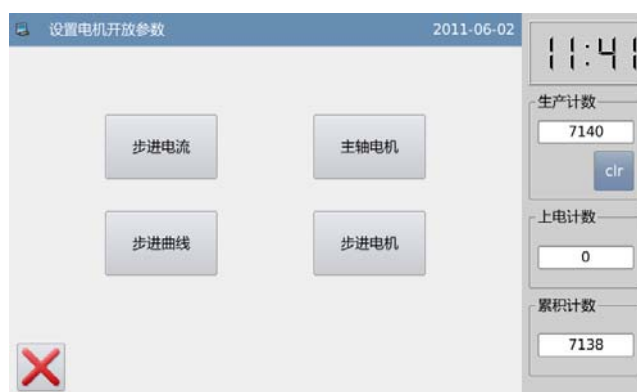 设置电机开放参数 2011-06-02
11:41
步进电流 主轴电机
步进曲线 步进电机
生产计数
7140
clr
上电计数
0
累积计数
7138